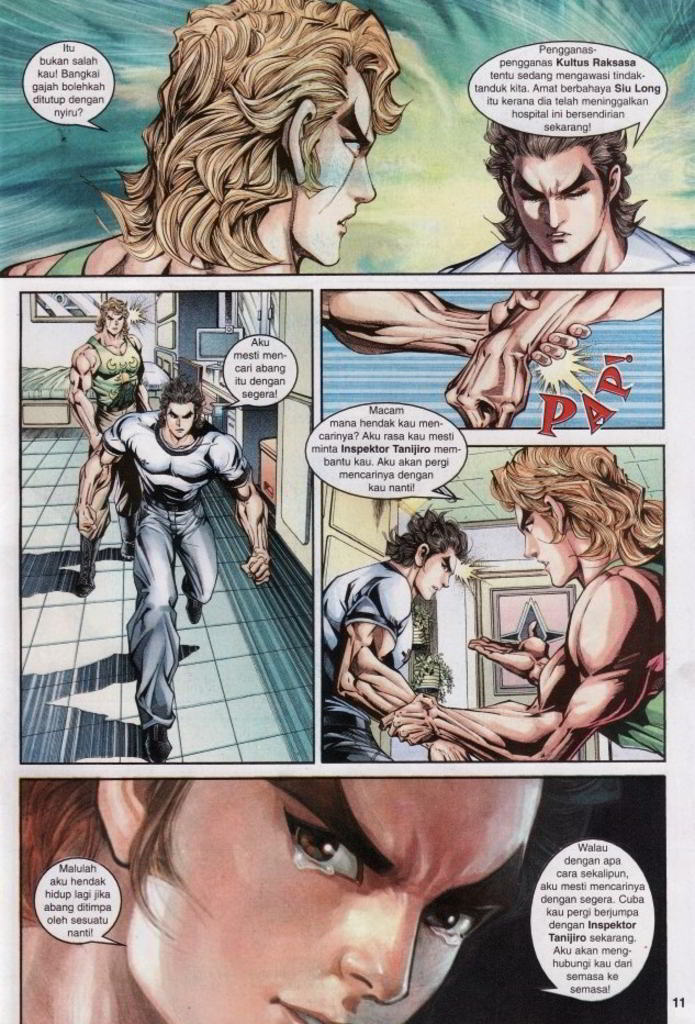 Itu
bukan salah
kau! Bangkai
gajah bolehkah
ditutup dengan
nyiru?
Pengganas-
pengganas Kultus Raksasa
tentu sedang mengawasi tindak-
tanduk kita. Amat berbahaya Siu Long
itu kerana dia telah meninggalkan
hospital ini bersendirian
sekarang!
Aku
mesti men-
cari abang
itu dengan
segera!
PAP!
Macam
mana hendak kau men-
carinya? Aku rasa kau mesti
minta Inspektor Tanijiro mem-
bantu kau. Aku akan pergi
mencarinya dengan
kau nanti!
Malulah
aku hendak
hidup lagi jika
abang ditimpa
oleh sesuatu
nanti!
Walau
dengan apa
sekalipun,
aku mesti mencarinya
dengan segera. Cuba
kau pergi berjumpa
dengan Inspektor
Tanijiro sekarang.
Aku akan meng-
hubungi kau dari
semasa ke
semasa!
11